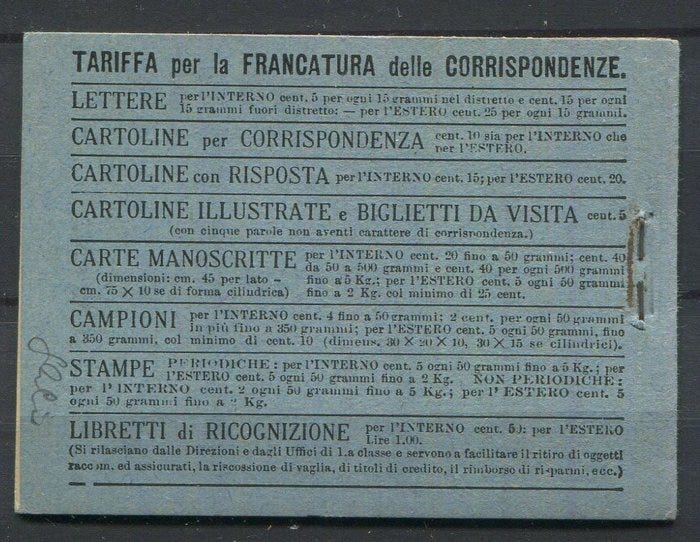 TARIFFA per la FRANCATURA delle CORRISPONDENZE.
LETTERE per l'INTERNO cent. 5 per ogni 15 grammi nel distretto e cent. 15 per ogni
15 grammi fuori distretto: — per l'ESTERO cent. 25 per ogni 15 grammi.
CARTOLINE per CORRISPONDENZA cent. 10 sia per l'INTERNO che
per l'ESTERO.
CARTOLINE con RISPOSTA per l'INTERNO cent. 15; per l'ESTERO cent. 20.
CARTOLINE ILLUSTRATE e BIGLIETTI DA VISITA cent. 5
(con cinque parole non aventi carattere di corrispondenza.)
CARTE MANOSCRITTE per l'INTERNO cent. 20 fino a 50 grammi; cent. 40
da 50 a 500 grammi e cent. 40 per ogni 500 grammi
(dimensioni: cm. 45 per lato – fino a 5 Kg.; per l'ESTERO cent. 5 ogni 50 grammi
cm. 75 × 10 se di forma cilindrica) fino a 2 Kg. col minimo di 25 cent.
CAMPIONI per l'INTERNO cent. 4 fino a 50 grammi; 2 cent. per ogni 50 grammi
in più fino a 350 grammi; per l'ESTERO cent. 5 ogni 50 grammi, fino
a 350 grammi, col minimo di cent. 10 (dimens. 30 × 20 × 10, 30 × 15 se cilindrici).
STAMPE PERIODICHE: per l'INTERNO cent. 5 ogni 50 grammi fino a 5 Kg.; per
l'ESTERO cent. 5 ogni 50 grammi fino a 2 Kg. NON PERIODICHE:
per l'INTERNO cent. 2 ogni 50 grammi fino a 5 Kg.; per l'ESTERO cent. 5
ogni 50 grammi fino a 2 Kg.
LIBRETTI di RICOGNIZIONE per l'INTERNO cent. 50: per l'ESTERO
Lire 1.00.
(Si rilasciano dalle Direzioni e dagli Uffici di 1.a classe e servono a facilitare il ritiro di oggetti
raccom. ed assicurati, la riscossione di vaglia, di titoli di credito, il rimborso di risparmi, ecc.)